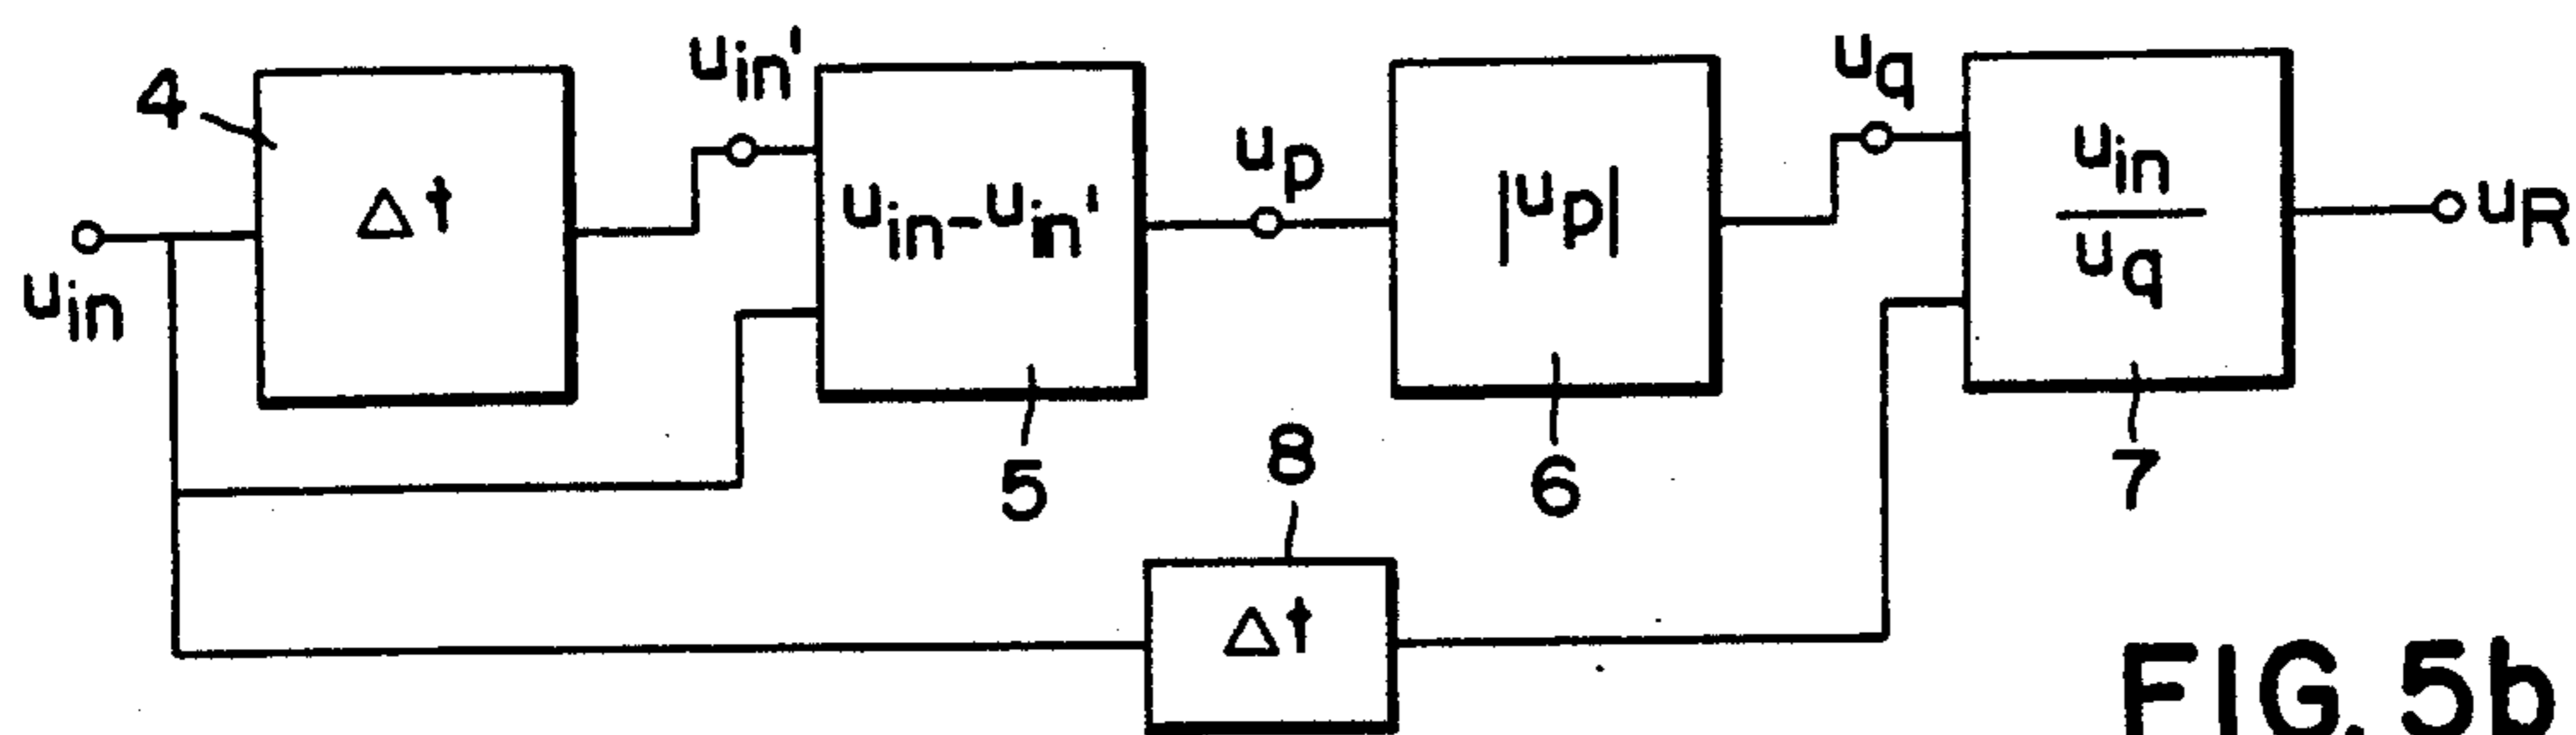 4
Δt
u_in
u_in'
u_in-u_in'
5
u_p
|u_p|
6
u_q
u_in
u_q
7
u_R
8
Δt
FIG. 5b